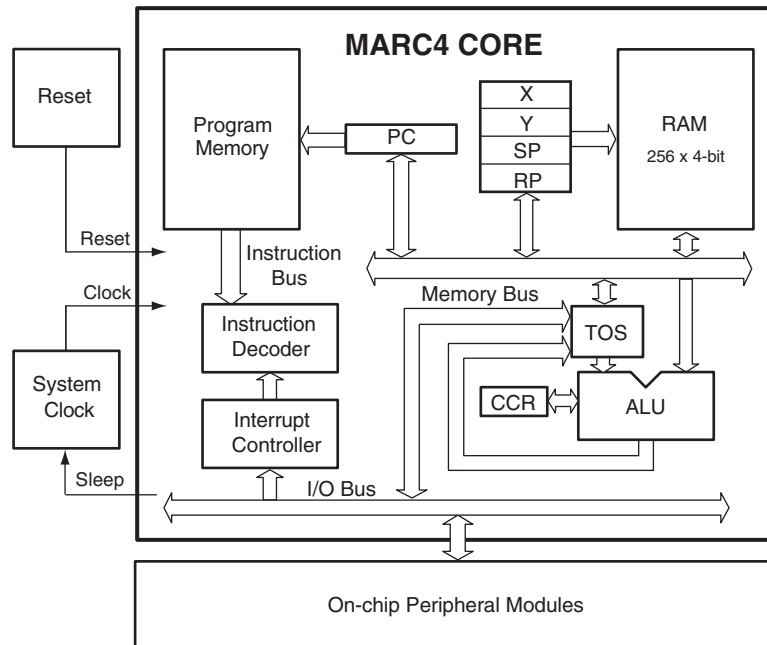 MARC4 CORE
Reset
Program
Memory
PC
X
Y
SP
RP
RAM
256 x 4-bit
Reset
Instruction
Bus
Clock
Memory Bus
Instruction
Decoder
TOS
System
Clock
CCR
ALU
Interrupt
Controller
Sleep
I/O Bus
On-chip Peripheral Modules